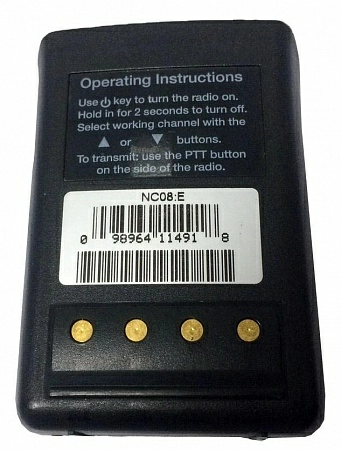 Operating Instructions
Use ⏻ key to turn the radio on.
Hold in for 2 seconds to turn off.
Select working channel with the
▲ or ▼ buttons.
To transmit: use the PTT button
on the side of the radio.
NC08:E
0 98964 11491 8